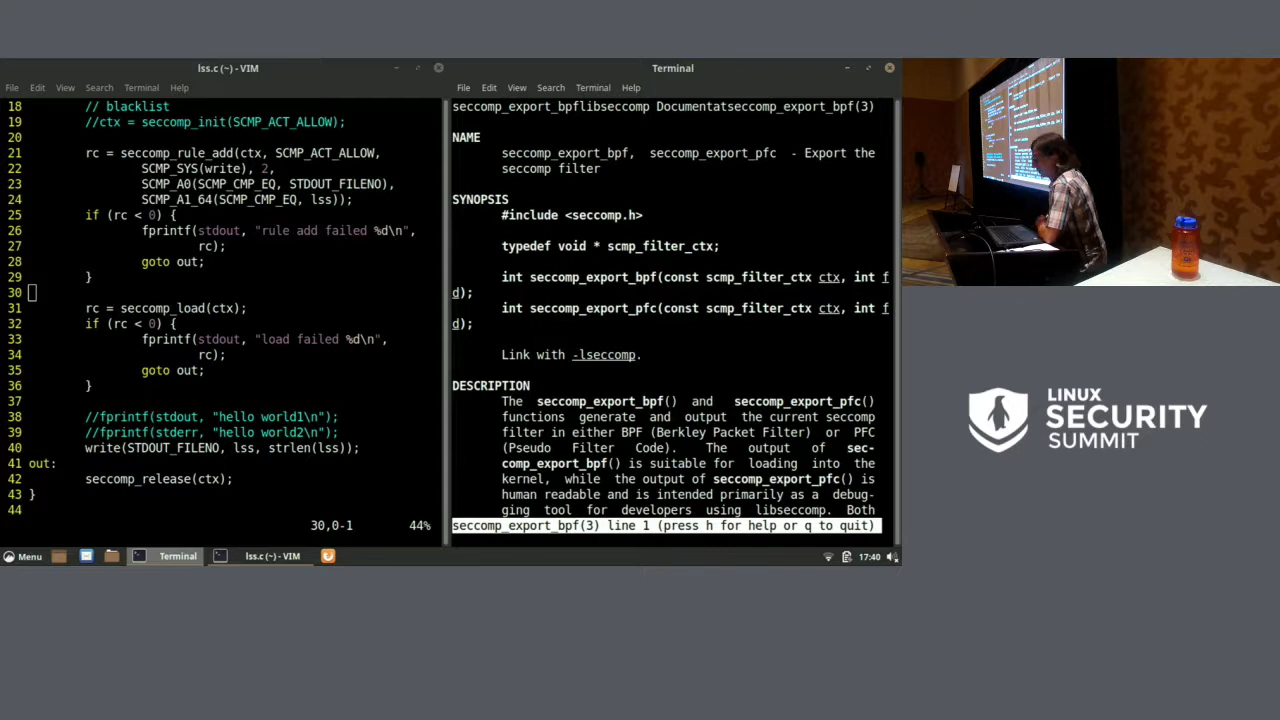 lss.c (~) - VIM
File Edit View Search Terminal Help
18 // blacklist
19 //ctx = seccomp_init(SCMP_ACT_ALLOW);
20
21 rc = seccomp_rule_add(ctx, SCMP_ACT_ALLOW,
22 SCMP_SYS(write), 2,
23 SCMP_A0(SCMP_CMP_EQ, STDOUT_FILENO),
24 SCMP_A1_64(SCMP_CMP_EQ, lss));
25 if (rc < 0) {
26 fprintf(stdout, "rule add failed %d\n",
27 rc);
28 goto out;
29 }
30
31 rc = seccomp_load(ctx);
32 if (rc < 0) {
33 fprintf(stdout, "load failed %d\n",
34 rc);
35 goto out;
36 }
37
38 //fprintf(stdout, "hello world1\n");
39 //fprintf(stderr, "hello world2\n");
40 write(STDOUT_FILENO, lss, strlen(lss));
41 out:
42 seccomp_release(ctx);
43 }
44
30,0-1 44%
Terminal
File Edit View Search Terminal Help
seccomp_export_bpflibseccomp Documentatseccomp_export_bpf(3)
NAME
seccomp_export_bpf, seccomp_export_pfc - Export the
seccomp filter
SYNOPSIS
#include <seccomp.h>
typedef void * scmp_filter_ctx;
int seccomp_export_bpf(const scmp_filter_ctx ctx, int f
d);
int seccomp_export_pfc(const scmp_filter_ctx ctx, int f
d);
Link with -lseccomp.
DESCRIPTION
The seccomp_export_bpf() and seccomp_export_pfc()
functions generate and output the current seccomp
filter in either BPF (Berkley Packet Filter) or PFC
(Pseudo Filter Code). The output of sec-
comp_export_bpf() is suitable for loading into the
kernel, while the output of seccomp_export_pfc() is
human readable and is intended primarily as a debug-
ging tool for developers using libseccomp. Both
seccomp_export_bpf(3) line 1 (press h for help or q to quit)
Menu Terminal lss.c (~) - VIM 17:40
LINUX
SECURITY
SUMMIT